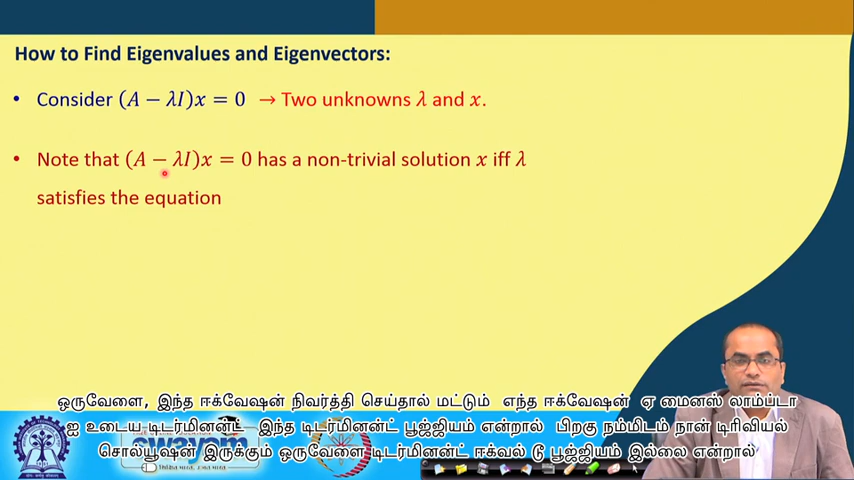 How to Find Eigenvalues and Eigenvectors:
• Consider (A − λI)x = 0 → Two unknowns λ and x.
• Note that (A − λI)x = 0 has a non-trivial solution x iff λ
satisfies the equation
ஒருவேளை, இந்த ஈக்வேஷன் நிவர்த்தி செய்தால் மட்டும் எந்த ஈக்வேஷன் ஏ மைனஸ் லாம்ப்டா
ஐ உடைய டிடர்மினன்ட் இந்த டிடர்மினன்ட் பூஜ்ஜியம் என்றால் பிறகு நம்மிடம் நான் டிரிவியல்
சொல்யூஷன் இருக்கும் ஒருவேளை டிடர்மினன்ட் ஈக்வல் டூ பூஜ்ஜியம் இல்லை என்றால்
swayam